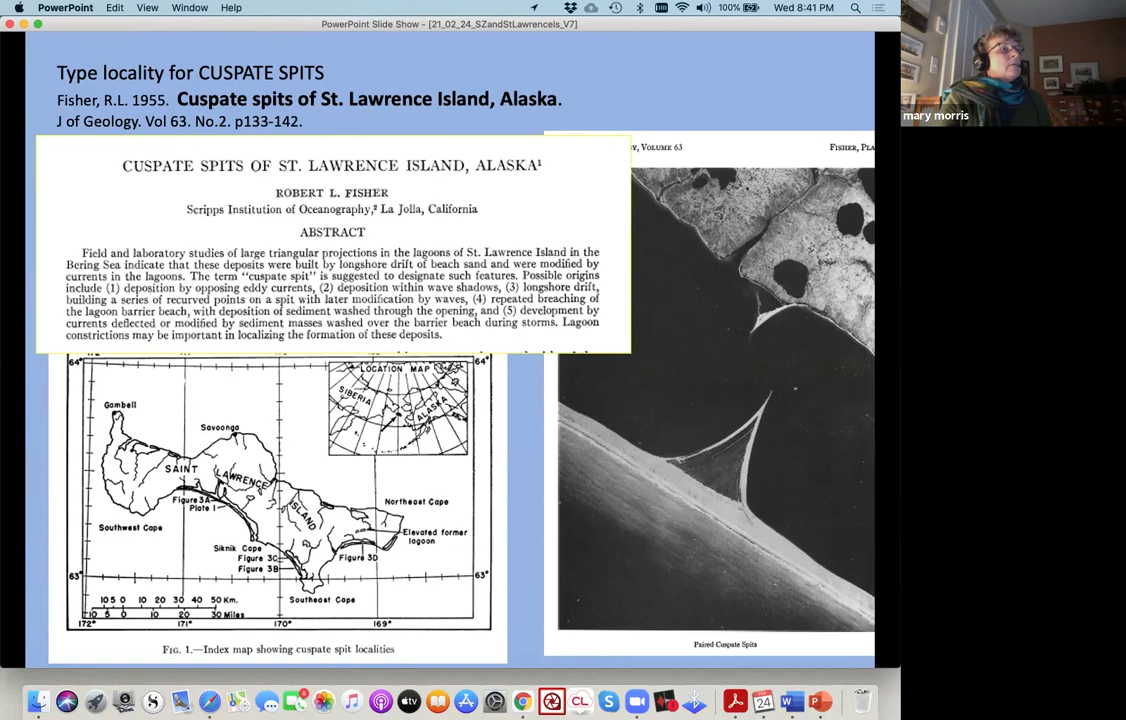 PowerPoint File Edit View Window Help
100% Wed 8:41 PM
PowerPoint Slide Show - [21_02_24_SZandStLawrenceIs_V7]
mary morris
Type locality for CUSPATE SPITS
Fisher, R.L. 1955. Cuspate spits of St. Lawrence Island, Alaska.
J of Geology. Vol 63. No.2. p133-142.
CUSPATE SPITS OF ST. LAWRENCE ISLAND, ALASKA¹
ROBERT L. FISHER
Scripps Institution of Oceanography,² La Jolla, California
ABSTRACT
Field and laboratory studies of large triangular projections in the lagoons of St. Lawrence Island in the
Bering Sea indicate that these deposits were built by longshore drift of beach sand and were modified by
currents in the lagoons. The term “cuspate spit” is suggested to designate such features. Possible origins
include (1) deposition by opposing eddy currents, (2) deposition within wave shadows, (3) longshore drift,
building a series of recurved points on a spit with later modification by waves, (4) repeated breaching of
the lagoon barrier beach, with deposition of sediment washed through the opening, and (5) development by
currents deflected or modified by sediment masses washed over the barrier beach during storms. Lagoon
constrictions may be important in localizing the formation of these deposits.
, VOLUME 63
FISHER, PLA
64°
64°
LOCATION MAP
SIBERIA
ALASKA
Gambell
Savoonga
SAINT
LAWRENCE
ISLAND
Figure 3A
Plate 1
Northeast Cape
Southwest Cape
Elevated former
lagoon
Siknik Cape
Figure 3C
Figure 3D
Figure 3B
63°
63°
Southeast Cape
10 5 0 10 20 30 40 50 Km.
10 5 0 10 20 30 Miles
172° 171° 170° 169°
FIG. 1.—Index map showing cuspate spit localities
Paired Cuspate Spits
tv
CL
FEB
24